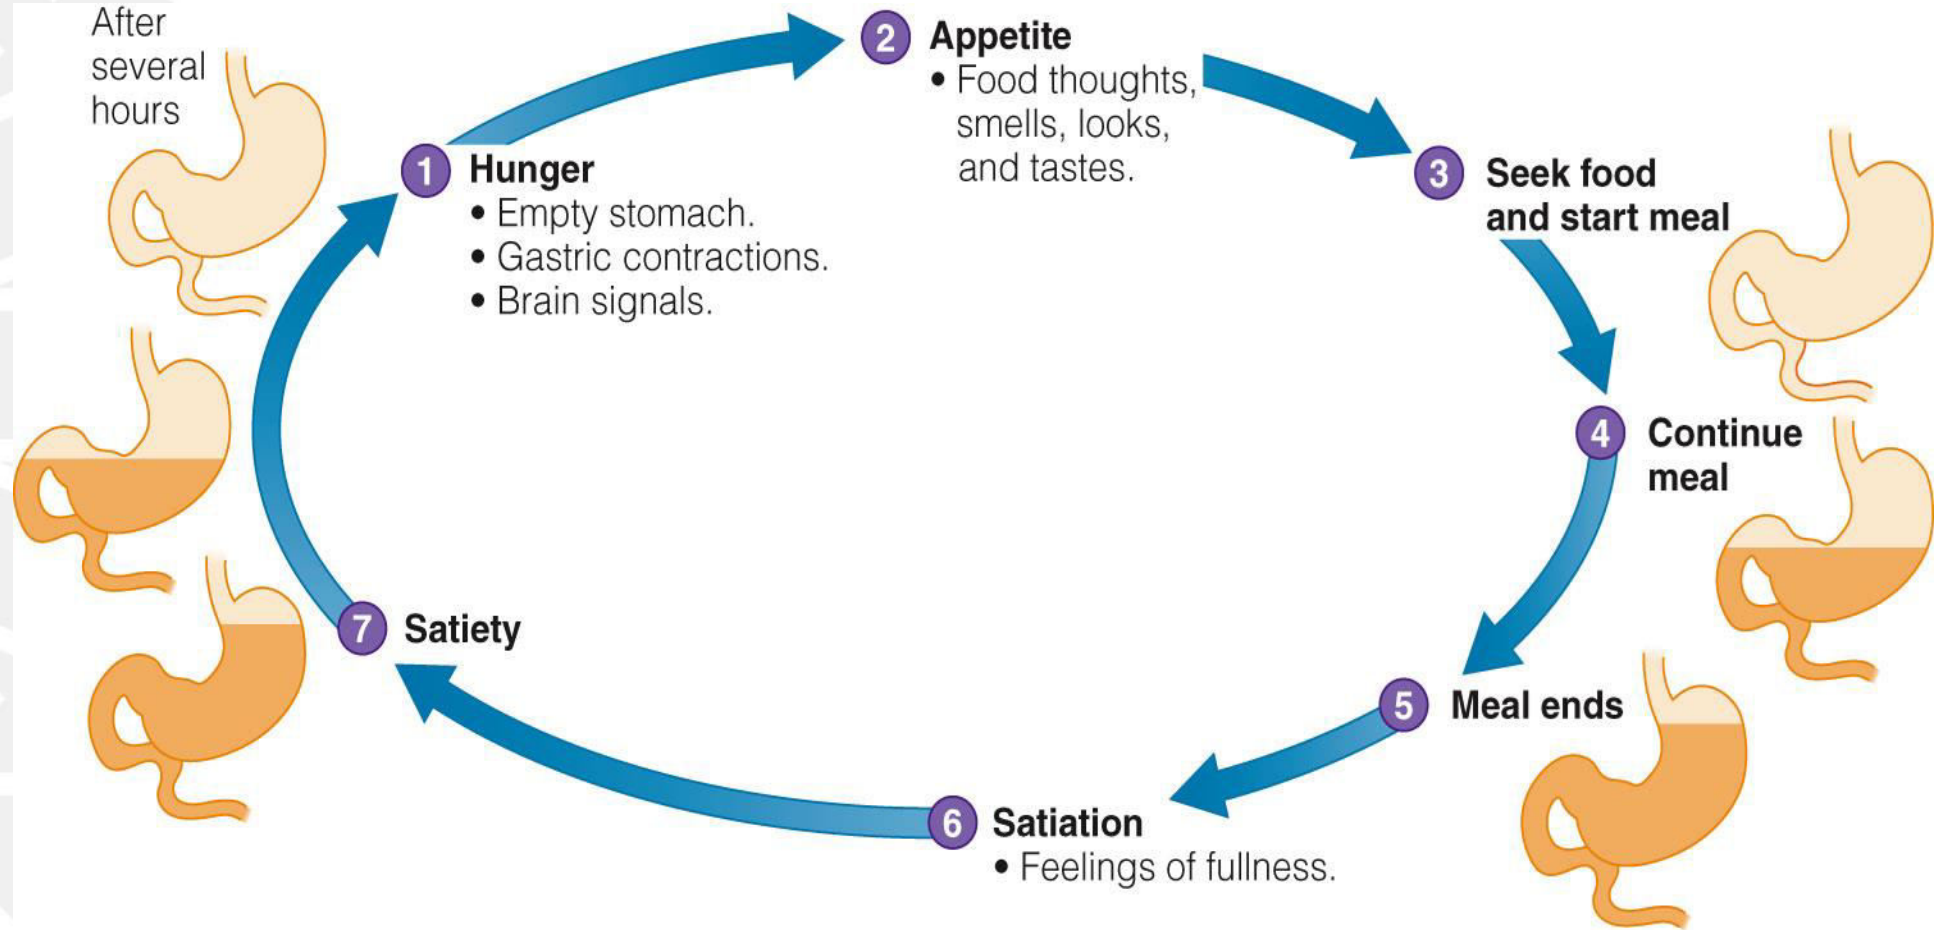 After
several
hours
1 Hunger
• Empty stomach.
• Gastric contractions.
• Brain signals.
2 Appetite
• Food thoughts,
smells, looks,
and tastes.
3 Seek food
and start meal
4 Continue
meal
5 Meal ends
6 Satiation
• Feelings of fullness.
7 Satiety